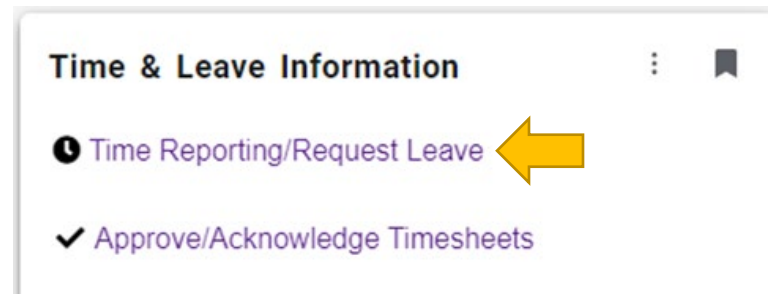 Time & Leave Information
Time Reporting/Request Leave
Approve/Acknowledge Timesheets